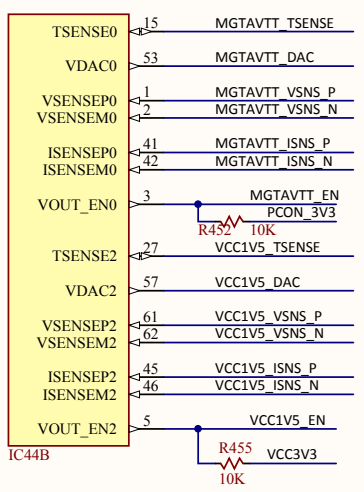 TSENSE0 15 MGTAVTT_TSENSE
VDAC0 53 MGTAVTT_DAC
VSENSEP0 1 MGTAVTT_VSNS_P
VSENSEM0 2 MGTAVTT_VSNS_N
ISENSEP0 41 MGTAVTT_ISNS_P
ISENSEM0 42 MGTAVTT_ISNS_N
VOUT_EN0 3 MGTAVTT_EN
PCON_3V3
R452 10K
TSENSE2 27 VCC1V5_TSENSE
VDAC2 57 VCC1V5_DAC
VSENSEP2 61 VCC1V5_VSNS_P
VSENSEM2 62 VCC1V5_VSNS_N
ISENSEP2 45 VCC1V5_ISNS_P
ISENSEM2 46 VCC1V5_ISNS_N
VOUT_EN2 5 VCC1V5_EN
IC44B
R455 VCC3V3
10K